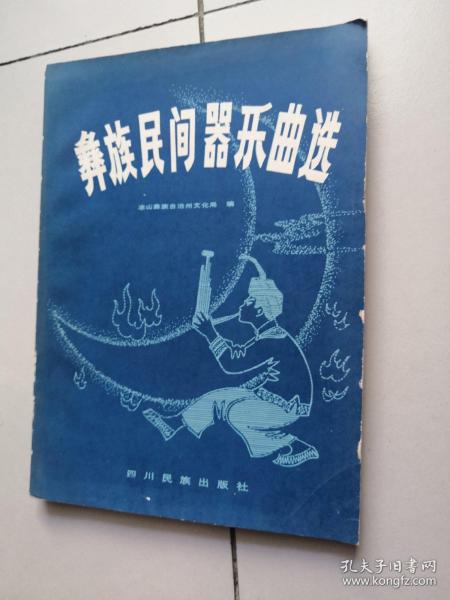 彝族民间器乐曲选
凉山彝族自治州文化局 编
四川民族出版社
孔夫子旧书网
www.kongfz.com